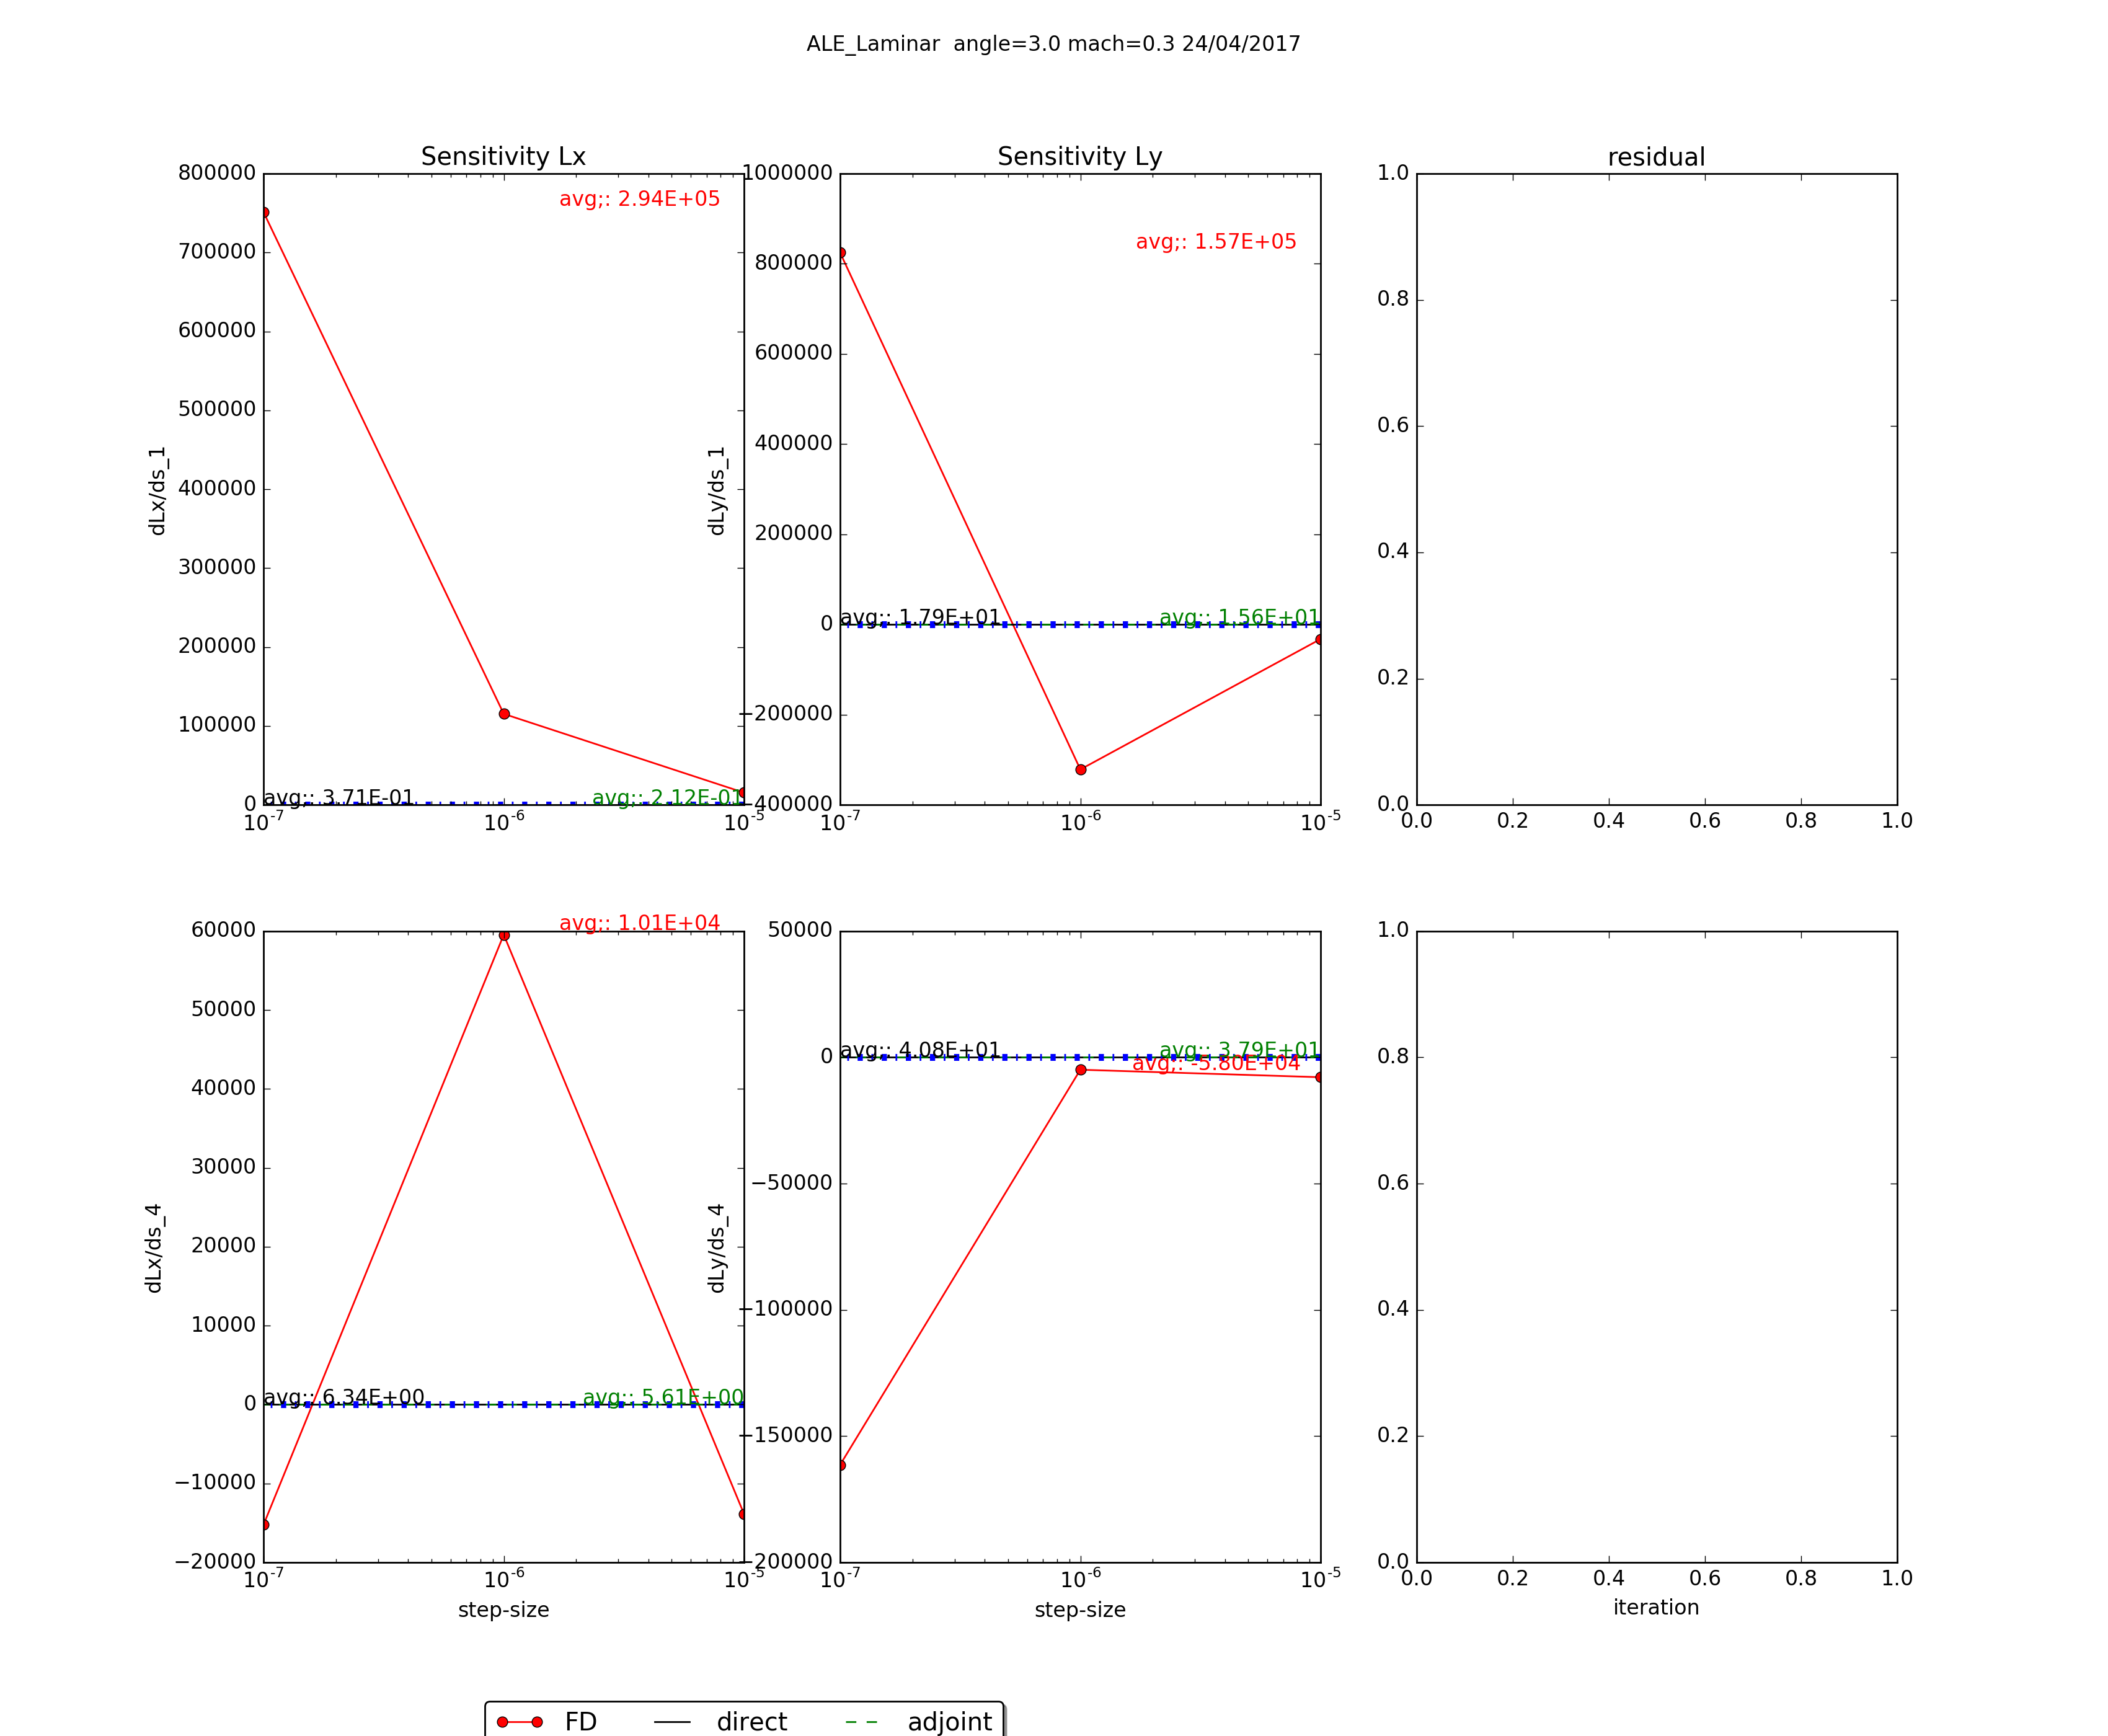 ALE_Laminar  angle=3.0 mach=0.3 24/04/2017
Sensitivity Lx
800000
700000
600000
500000
400000
300000
200000
100000
0
dLx/ds_1
avg;: 2.94E+05
avg;: 3.71E-01
avg;: 2.12E-01
10^-7
10^-6
10^-5
Sensitivity Ly
1000000
800000
600000
400000
200000
0
−200000
−400000
dLy/ds_1
avg;: 1.57E+05
avg;: 1.79E+01
avg;: 1.56E+01
10^-7
10^-6
10^-5
residual
1.0
0.8
0.6
0.4
0.2
0.0
0.0 0.2 0.4 0.6 0.8 1.0
60000
50000
40000
30000
20000
10000
0
−10000
−20000
dLx/ds_4
avg;: 1.01E+04
avg;: 6.34E+00
avg;: 5.61E+00
10^-7
10^-6
10^-5
step-size
50000
0
−50000
−100000
−150000
−200000
dLy/ds_4
avg;: 4.08E+01
avg;: 3.79E+01
avg;: -5.80E+04
10^-7
10^-6
10^-5
step-size
1.0
0.8
0.6
0.4
0.2
0.0
0.0 0.2 0.4 0.6 0.8 1.0
iteration
FD direct adjoint